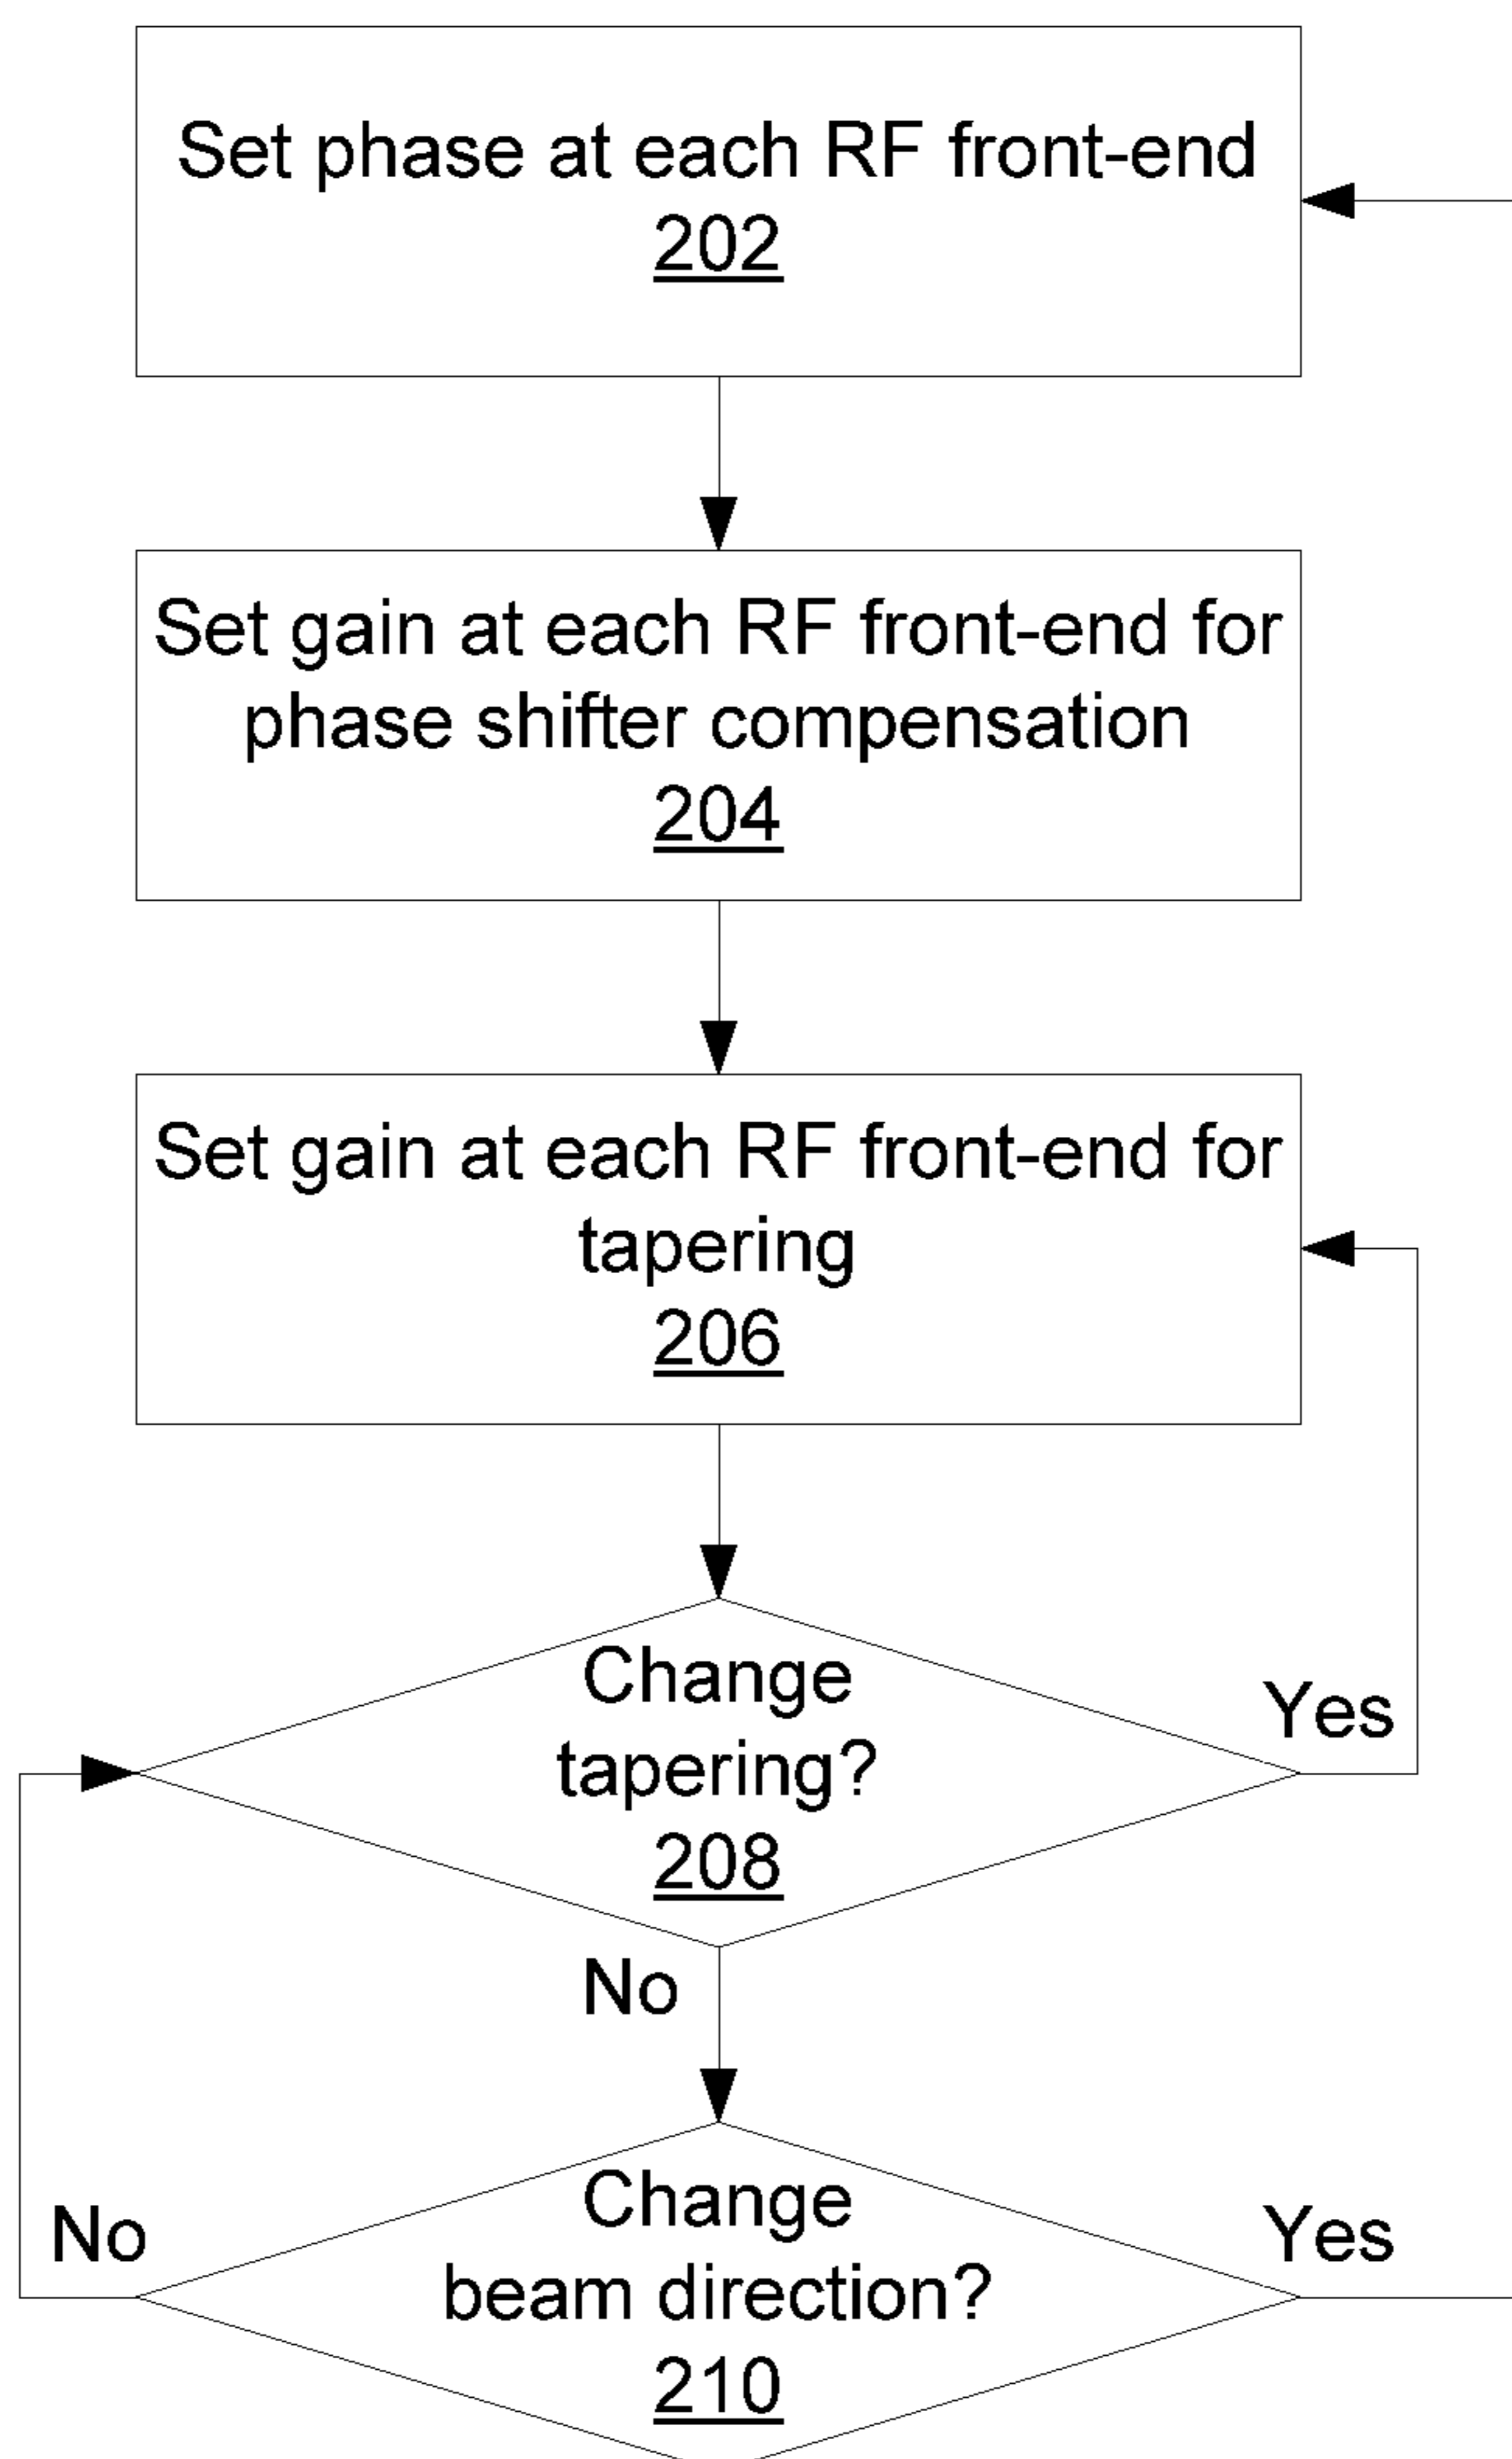 Set phase at each RF front-end
202
Set gain at each RF front-end for
phase shifter compensation
204
Set gain at each RF front-end for
tapering
206
Change
tapering?
208
Yes
No
Change
beam direction?
210
No
Yes